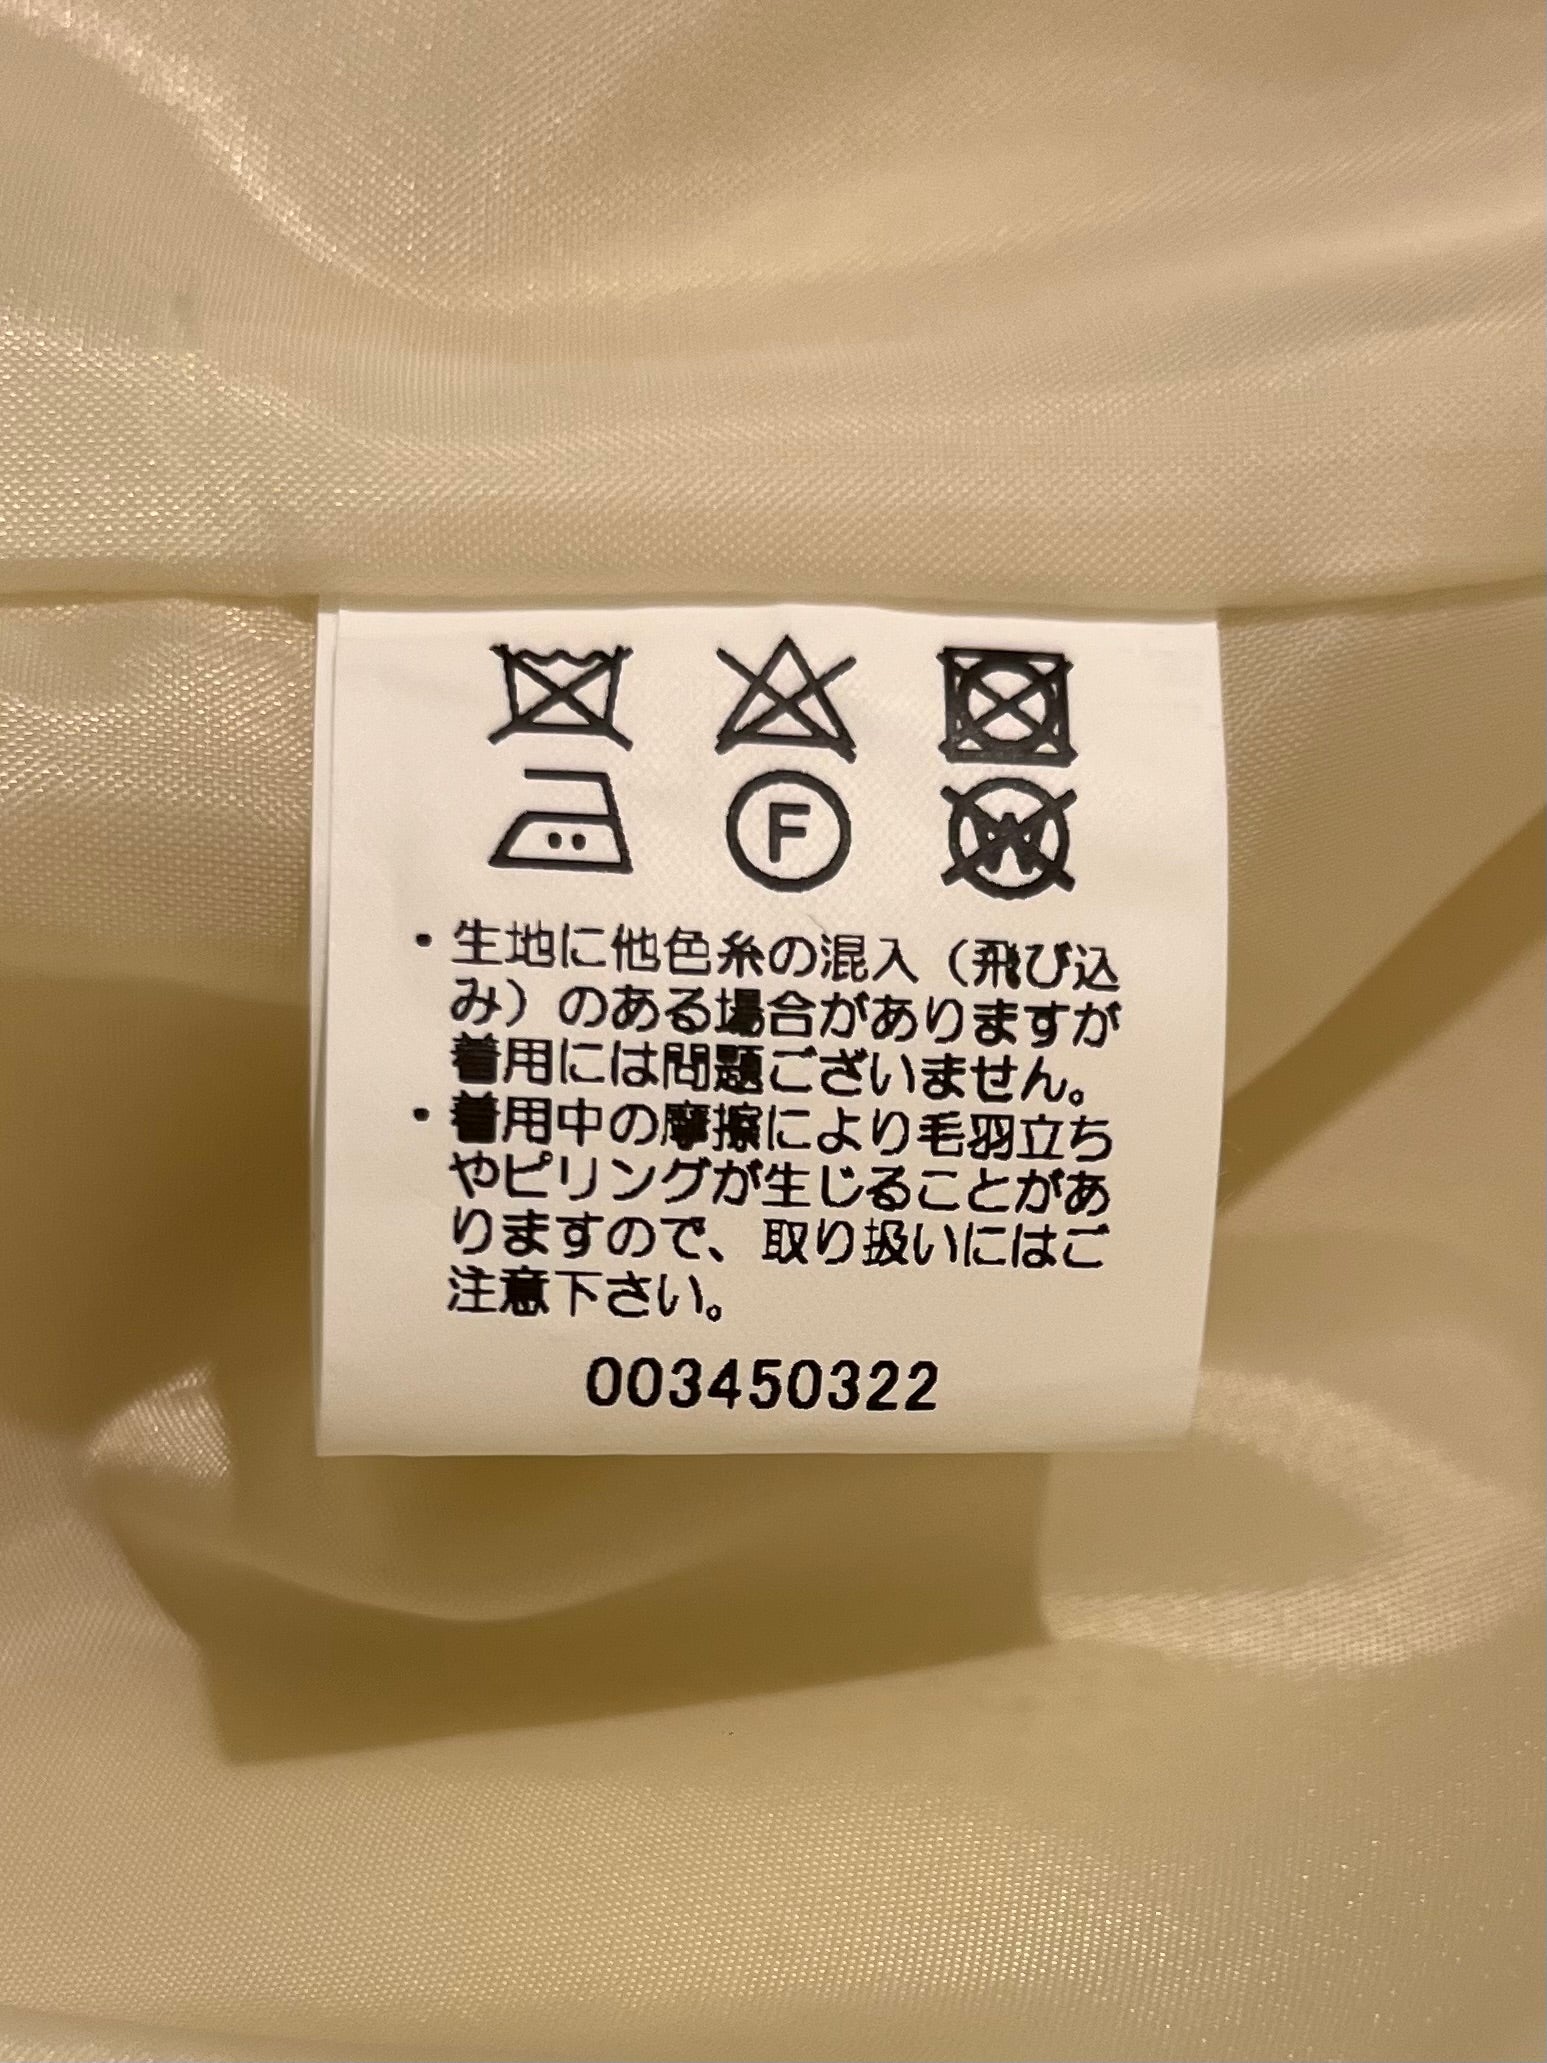 F
W
・生地に他色糸の混入（飛び込
み）のある場合がありますが
着用には問題ございません。
・着用中の摩擦により毛羽立ち
やピリングが生じることがあ
りますので、取り扱いにはご
注意下さい。
003450322